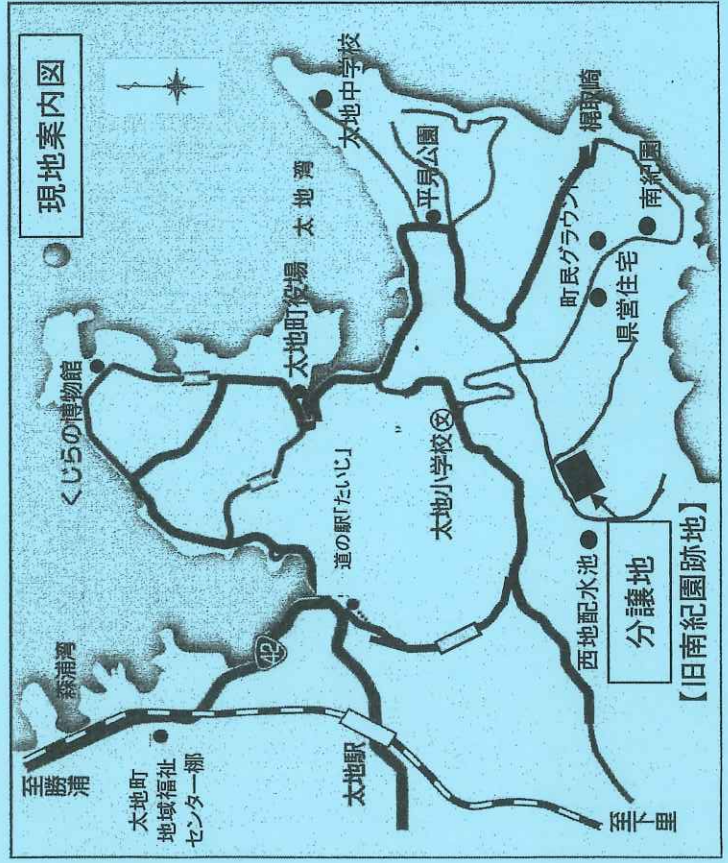 現地案内図
至勝浦
森浦湾
太地町
地域福祉
センター梛
42
くじらの博物館
太地湾
太地町役場
道の駅「たいじ」
太地駅
太地中学校
平見公園
太地小学校
文
梶取崎
町民グラウンド
県営住宅
南紀園
西地配水池
分譲地
【旧南紀園跡地】
至下里